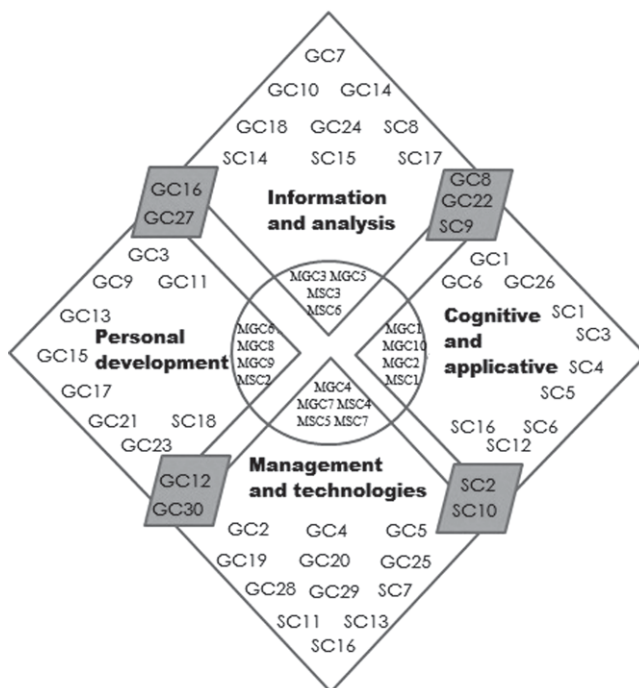 GC7
GC10 GC14
GC18 GC24 SC8
SC14 SC15 SC17
Information
and analysis
GC16
GC27
GC8
GC22
SC9
GC3
GC9 GC11
GC13
GC15
GC17
GC21 SC18
GC23
Personal
development
MGC3 MGC5
MSC3
MSC6
MGC6
MGC8
MGC9
MSC2
MGC1
MGC10
MGC2
MSC1
MGC4
MGC7 MSC4
MSC5 MSC7
GC1
GC6 GC26
SC1
SC3
Cognitive
and
applicative
SC4
SC5
SC16 SC6
SC12
GC12
GC30
SC2
SC10
Management
and technologies
GC2 GC4 GC5
GC19 GC20 GC25
GC28 GC29 SC7
SC11 SC13
SC16